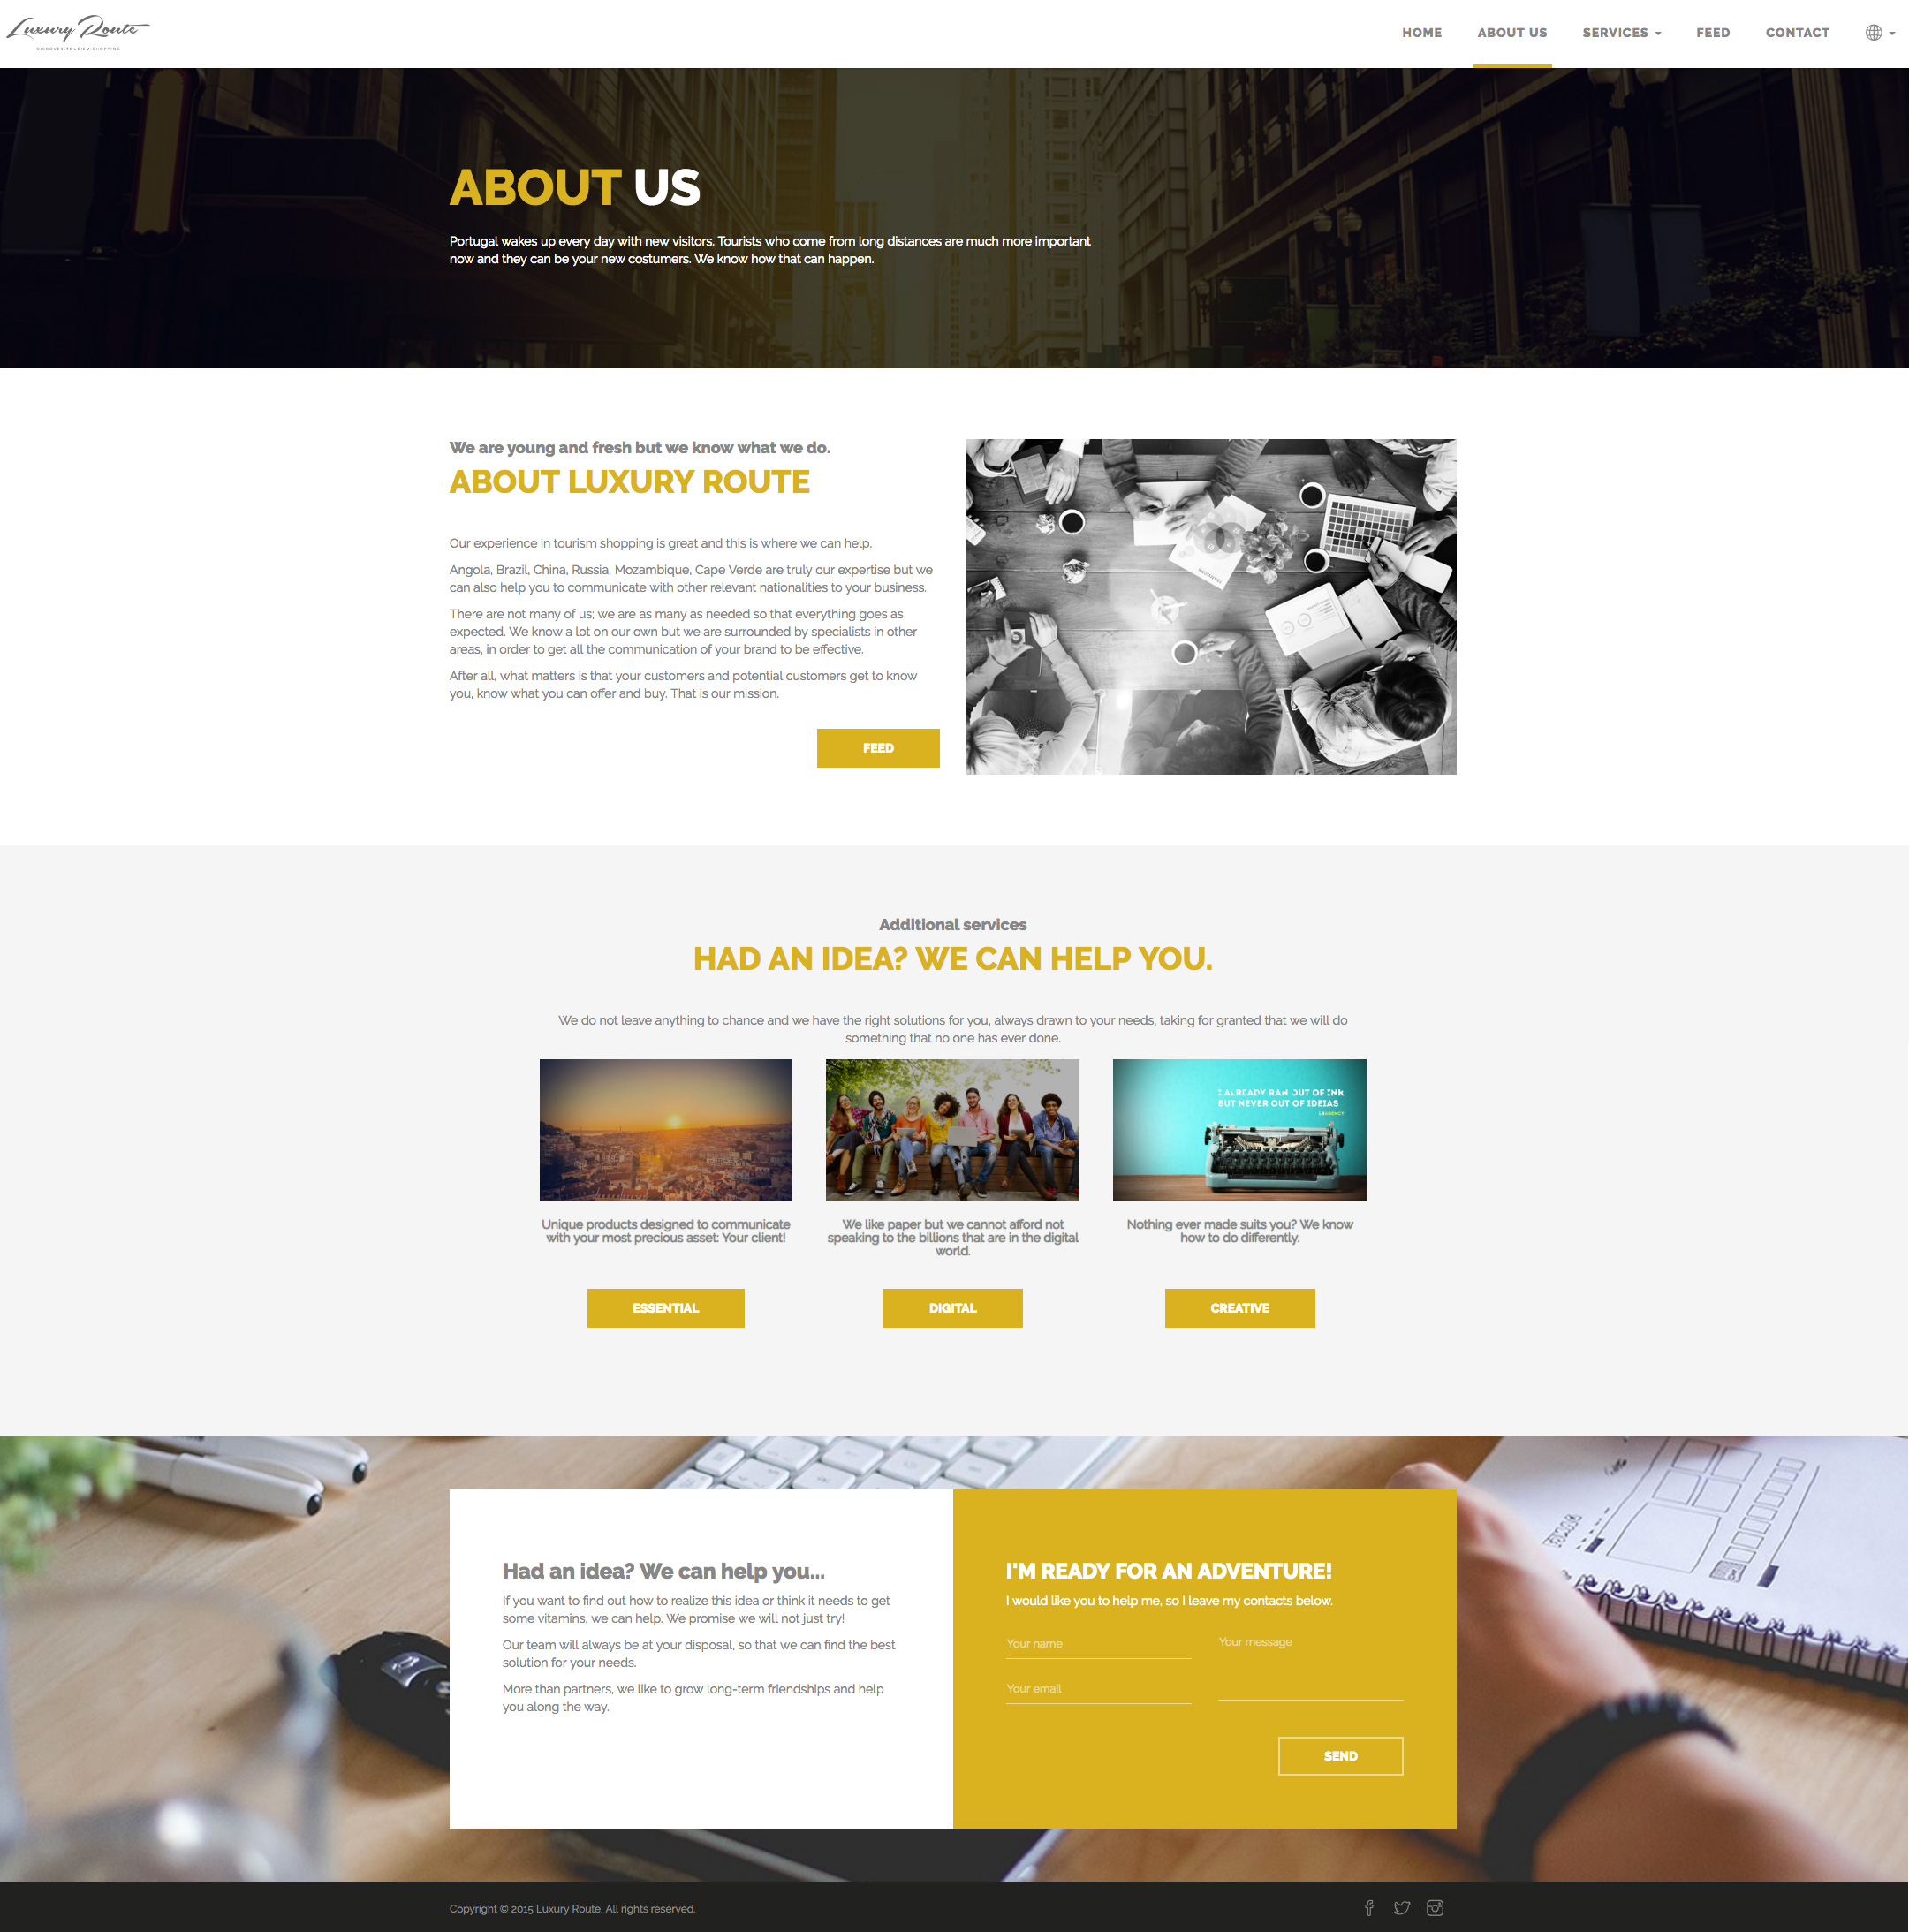 Luxury Route
DISCOVER.TOURISM.SHOPPING
HOME
ABOUT US
SERVICES
FEED
CONTACT
ABOUT US
Portugal wakes up every day with new visitors. Tourists who come from long distances are much more important
now and they can be your new costumers. We know how that can happen.
We are young and fresh but we know what we do.
ABOUT LUXURY ROUTE
Our experience in tourism shopping is great and this is where we can help.
Angola, Brazil, China, Russia, Mozambique, Cape Verde are truly our expertise but we
can also help you to communicate with other relevant nationalities to your business.
There are not many of us; we are as many as needed so that everything goes as
expected. We know a lot on our own but we are surrounded by specialists in other
areas, in order to get all the communication of your brand to be effective.
After all, what matters is that your customers and potential customers get to know
you, know what you can offer and buy. That is our mission.
FEED
Additional services
HAD AN IDEA? WE CAN HELP YOU.
We do not leave anything to chance and we have the right solutions for you, always drawn to your needs, taking for granted that we will do
something that no one has ever done.
I ALREADY RAN OUT OF INK
BUT NEVER OUT OF IDEIAS
LRAGENCY
Unique products designed to communicate
with your most precious asset: Your client!
We like paper but we cannot afford not
speaking to the billions that are in the digital
world.
Nothing ever made suits you? We know
how to do differently.
ESSENTIAL
DIGITAL
CREATIVE
Had an idea? We can help you...
If you want to find out how to realize this idea or think it needs to get
some vitamins, we can help. We promise we will not just try!
Our team will always be at your disposal, so that we can find the best
solution for your needs.
More than partners, we like to grow long-term friendships and help
you along the way.
I'M READY FOR AN ADVENTURE!
I would like you to help me, so I leave my contacts below.
Your name
Your message
Your email
SEND
Copyright © 2015 Luxury Route. All rights reserved.